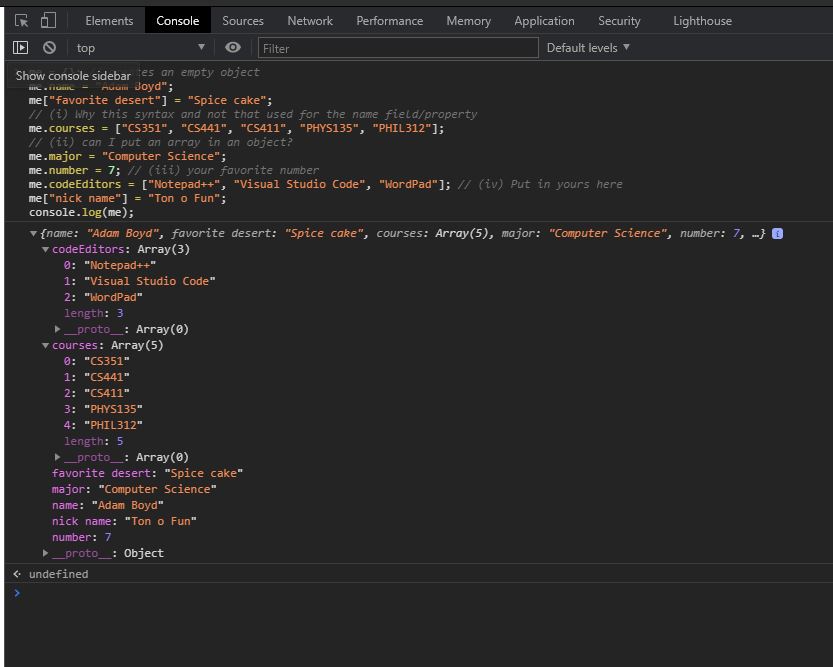 Elements Console Sources Network Performance Memory Application Security Lighthouse
top Filter Default levels
Show console sidebar es an empty object
me.name = "Adam Boyd";
me["favorite desert"] = "Spice cake";
// (i) Why this syntax and not that used for the name field/property
me.courses = ["CS351", "CS441", "CS411", "PHYS135", "PHIL312"];
// (ii) can I put an array in an object?
me.major = "Computer Science";
me.number = 7; // (iii) your favorite number
me.codeEditors = ["Notepad++", "Visual Studio Code", "WordPad"]; // (iv) Put in yours here
me["nick name"] = "Ton o Fun";
console.log(me);
{name: "Adam Boyd", favorite desert: "Spice cake", courses: Array(5), major: "Computer Science", number: 7, …} i
codeEditors: Array(3)
0: "Notepad++"
1: "Visual Studio Code"
2: "WordPad"
length: 3
__proto__: Array(0)
courses: Array(5)
0: "CS351"
1: "CS441"
2: "CS411"
3: "PHYS135"
4: "PHIL312"
length: 5
__proto__: Array(0)
favorite desert: "Spice cake"
major: "Computer Science"
name: "Adam Boyd"
nick name: "Ton o Fun"
number: 7
__proto__: Object
undefined